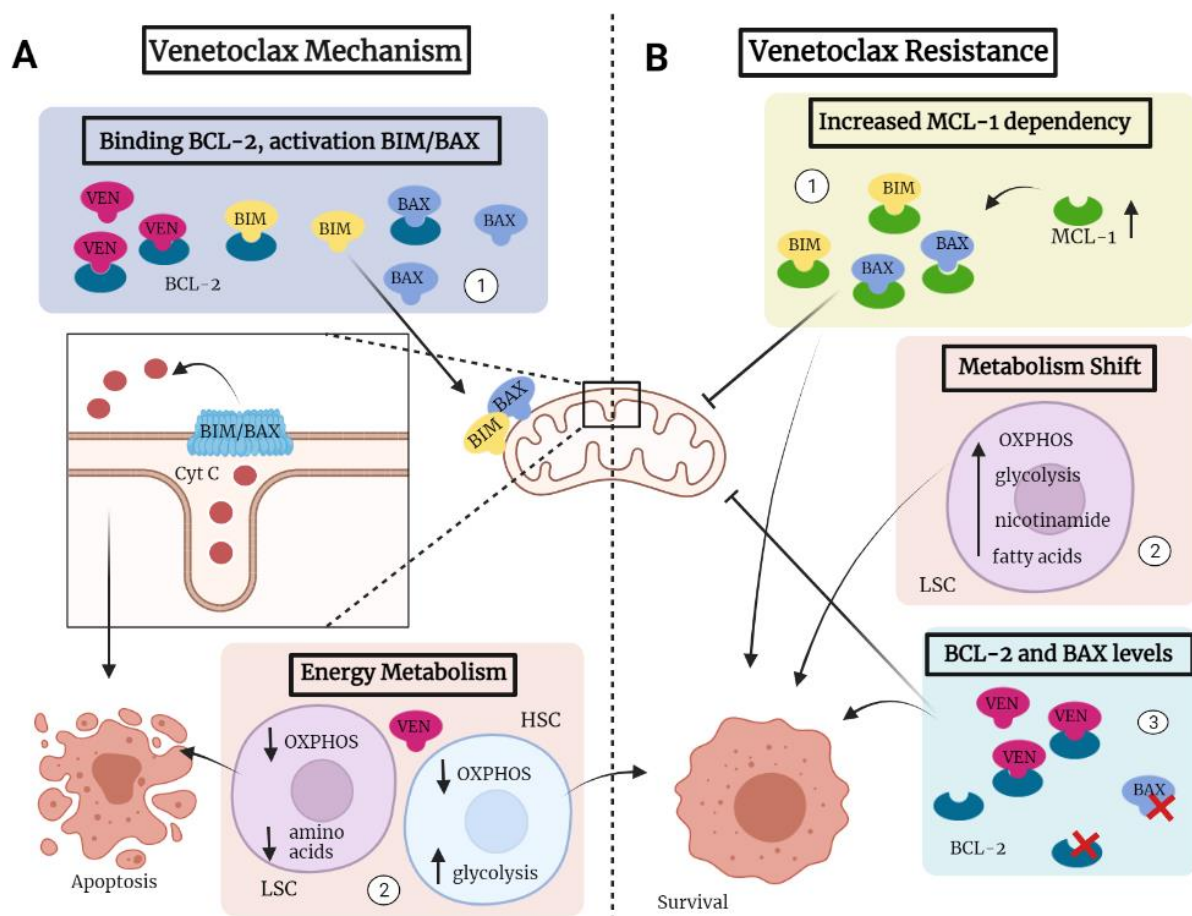 A
Venetoclax Mechanism
Binding BCL-2, activation BIM/BAX
VEN
VEN
VEN
BCL-2
BIM
BIM
BAX
BAX
BAX
1
BIM/BAX
Cyt C
BAX
BIM
Apoptosis
Energy Metabolism
OXPHOS
amino
acids
LSC
VEN
HSC
OXPHOS
glycolysis
2
B
Venetoclax Resistance
Increased MCL-1 dependency
1
BIM
BIM
BAX
BAX
MCL-1
Metabolism Shift
OXPHOS
glycolysis
nicotinamide
fatty acids
LSC
2
BCL-2 and BAX levels
VEN
VEN
VEN
3
BAX
BCL-2
Survival